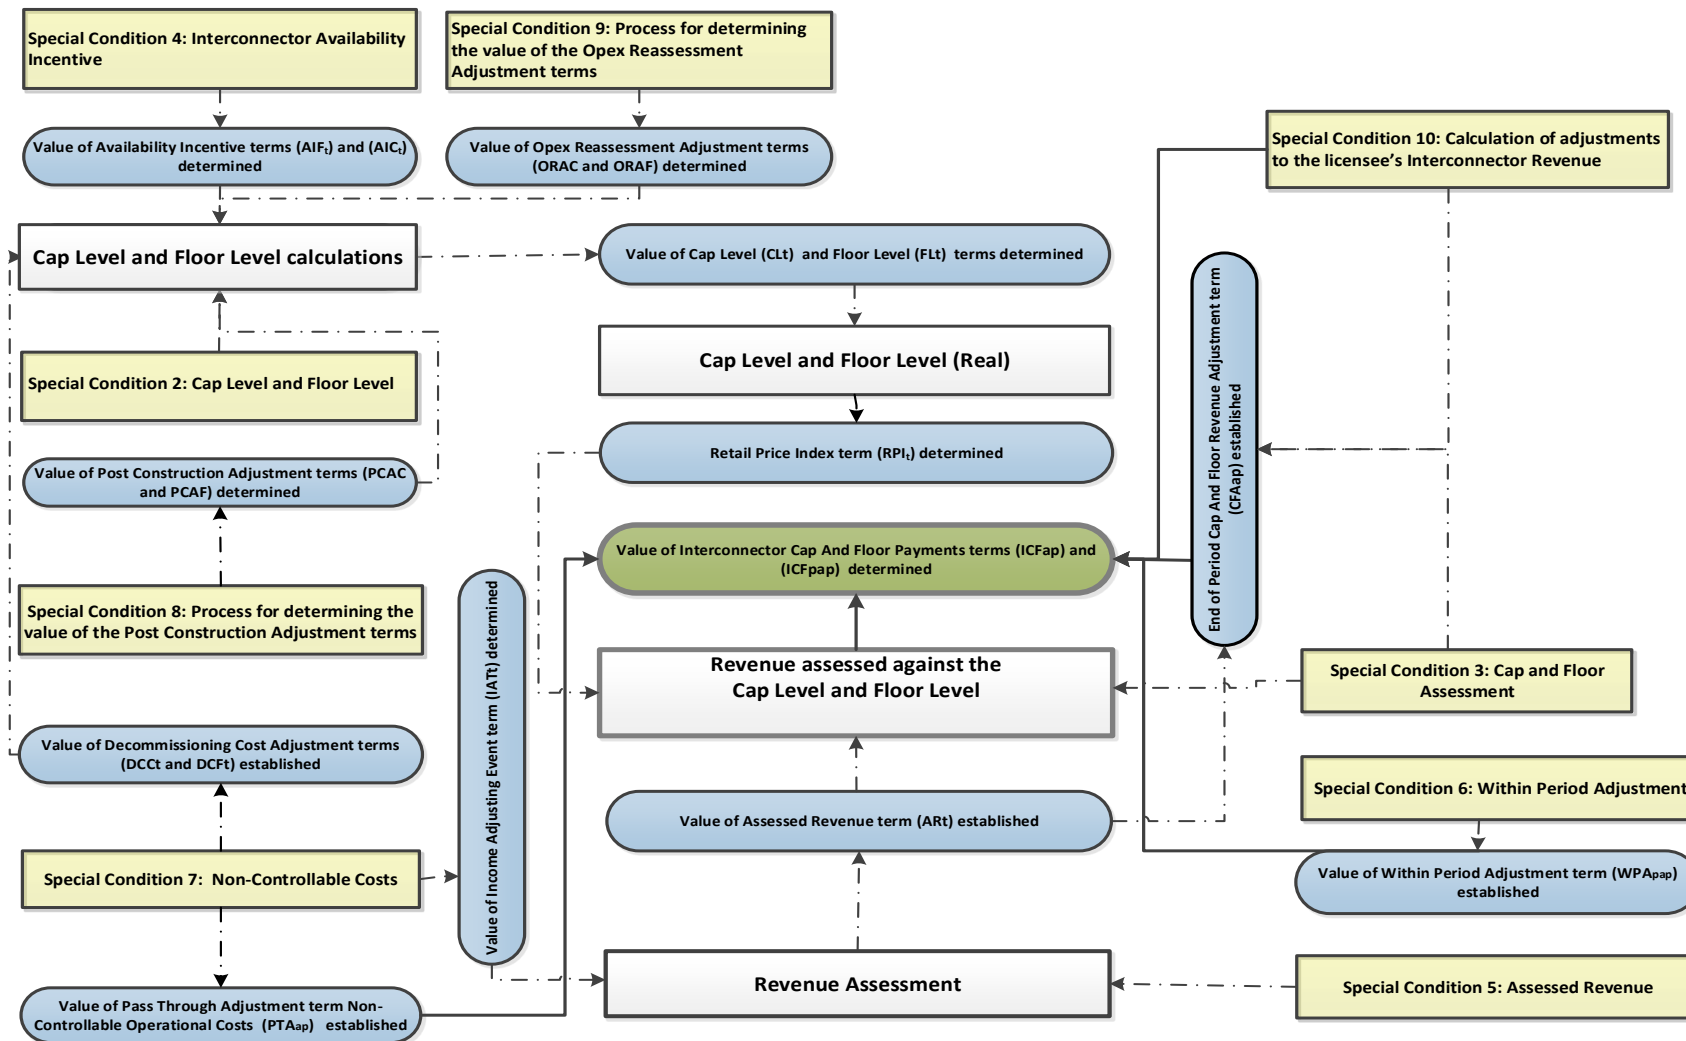 Special Condition 4: Interconnector Availability
Incentive
Special Condition 9: Process for determining
the value of the Opex Reassessment
Adjustment terms
Special Condition 10: Calculation of adjustments
to the licensee's Interconnector Revenue
Value of Availability Incentive terms (AIFt) and (AICt)
determined
Value of Opex Reassessment Adjustment terms
(ORAC and ORAF) determined
Cap Level and Floor Level calculations
Value of Cap Level (CLt) and Floor Level (FLt) terms determined
End of Period Cap And Floor Revenue Adjustment term
(CFAap) established
Cap Level and Floor Level (Real)
Special Condition 2: Cap Level and Floor Level
Retail Price Index term (RPIt) determined
Value of Post Construction Adjustment terms (PCAC
and PCAF) determined
Value of Interconnector Cap And Floor Payments terms (ICFap) and
(ICFpap) determined
Special Condition 8: Process for determining the
value of the Post Construction Adjustment terms
Value of Income Adjusting Event term (IATt) determined
Revenue assessed against the
Cap Level and Floor Level
Special Condition 3: Cap and Floor
Assessment
Value of Decommissioning Cost Adjustment terms
(DCCt and DCFt) established
Special Condition 6: Within Period Adjustment
Value of Assessed Revenue term (ARt) established
Special Condition 7: Non-Controllable Costs
Value of Within Period Adjustment term (WPApap)
established
Revenue Assessment
Special Condition 5: Assessed Revenue
Value of Pass Through Adjustment term Non-
Controllable Operational Costs (PTAap) established